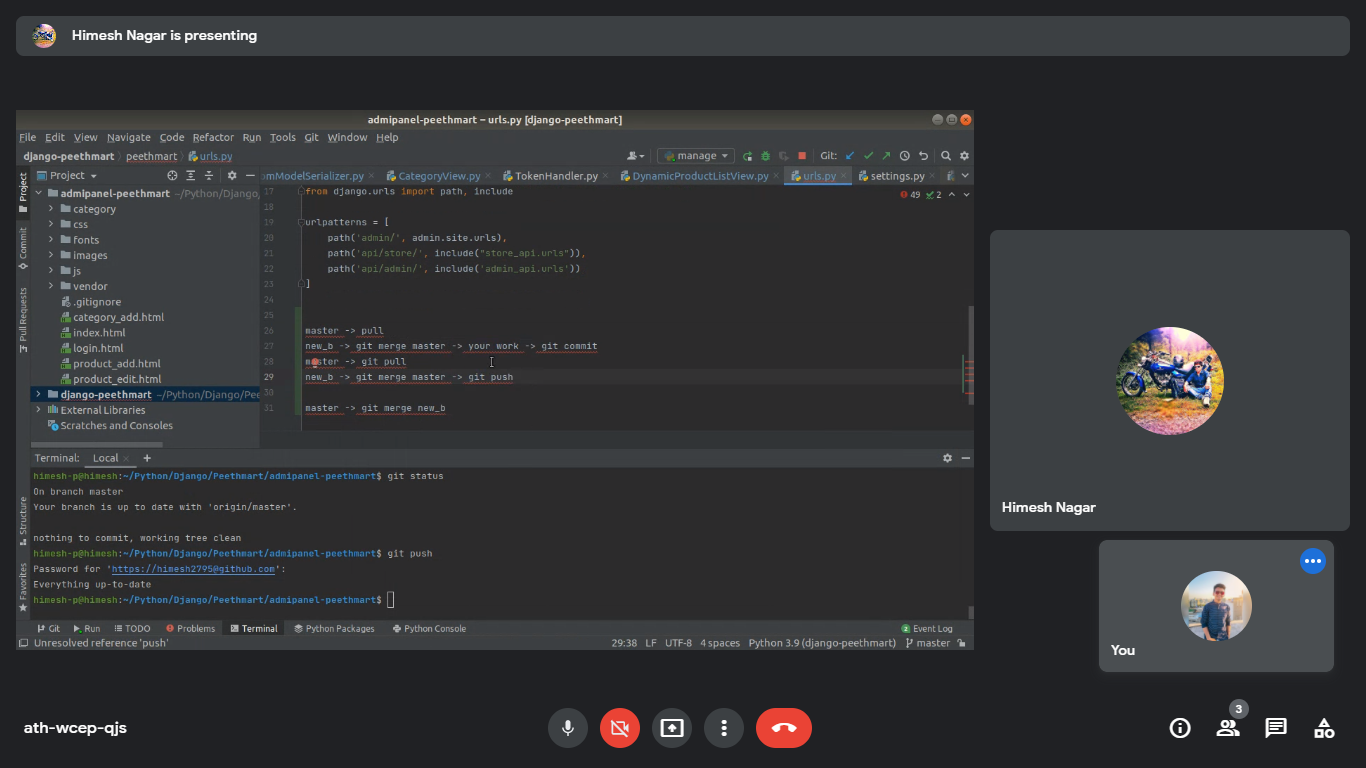 Himesh Nagar is presenting
admipanel-peethmart – urls.py [django-peethmart]
File Edit View Navigate Code Refactor Run Tools Git Window Help
django-peethmart peethmart urls.py manage Git:
Project
omModelSerializer.py CategoryView.py TokenHandler.py DynamicProductListView.py urls.py settings.py
Project
Commit
Pull Requests
Structure
Favorites
admipanel-peethmart ~/Python/Django
category
css
fonts
images
js
vendor
.gitignore
category_add.html
index.html
login.html
product_add.html
product_edit.html
django-peethmart ~/Python/Django/Pee
External Libraries
Scratches and Consoles
49 2
17 from django.urls import path, include
18
19 urlpatterns = [
20 path('admin/', admin.site.urls),
21 path('api/store/', include("store_api.urls")),
22 path('api/admin/', include('admin_api.urls'))
23 ]
24
25
26 master -> pull
27 new_b -> git merge master -> your work -> git commit
28 master -> git pull
29 new_b -> git merge master -> git push
30
31 master -> git merge new_b
Terminal: Local +
himesh-p@himesh:~/Python/Django/Peethmart/admipanel-peethmart$ git status
On branch master
Your branch is up to date with 'origin/master'.
nothing to commit, working tree clean
himesh-p@himesh:~/Python/Django/Peethmart/admipanel-peethmart$ git push
Password for 'https://himesh2795@github.com':
Everything up-to-date
himesh-p@himesh:~/Python/Django/Peethmart/admipanel-peethmart$
Git Run TODO Problems Terminal Python Packages Python Console 2 Event Log
Unresolved reference 'push' 29:38 LF UTF-8 4 spaces Python 3.9 (django-peethmart) master
Himesh Nagar
You
ath-wcep-qjs
3